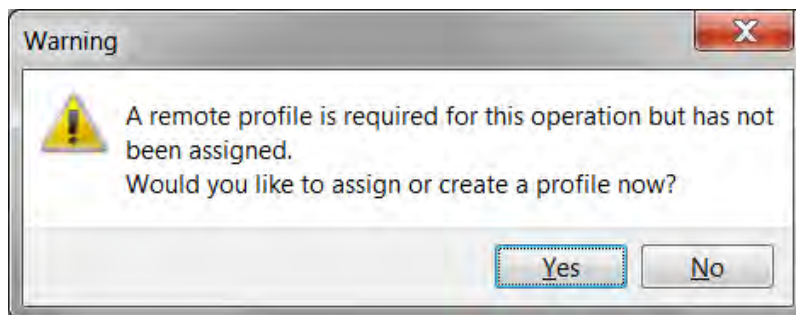 Warning
A remote profile is required for this operation but has not
been assigned.
Would you like to assign or create a profile now?
Yes
No